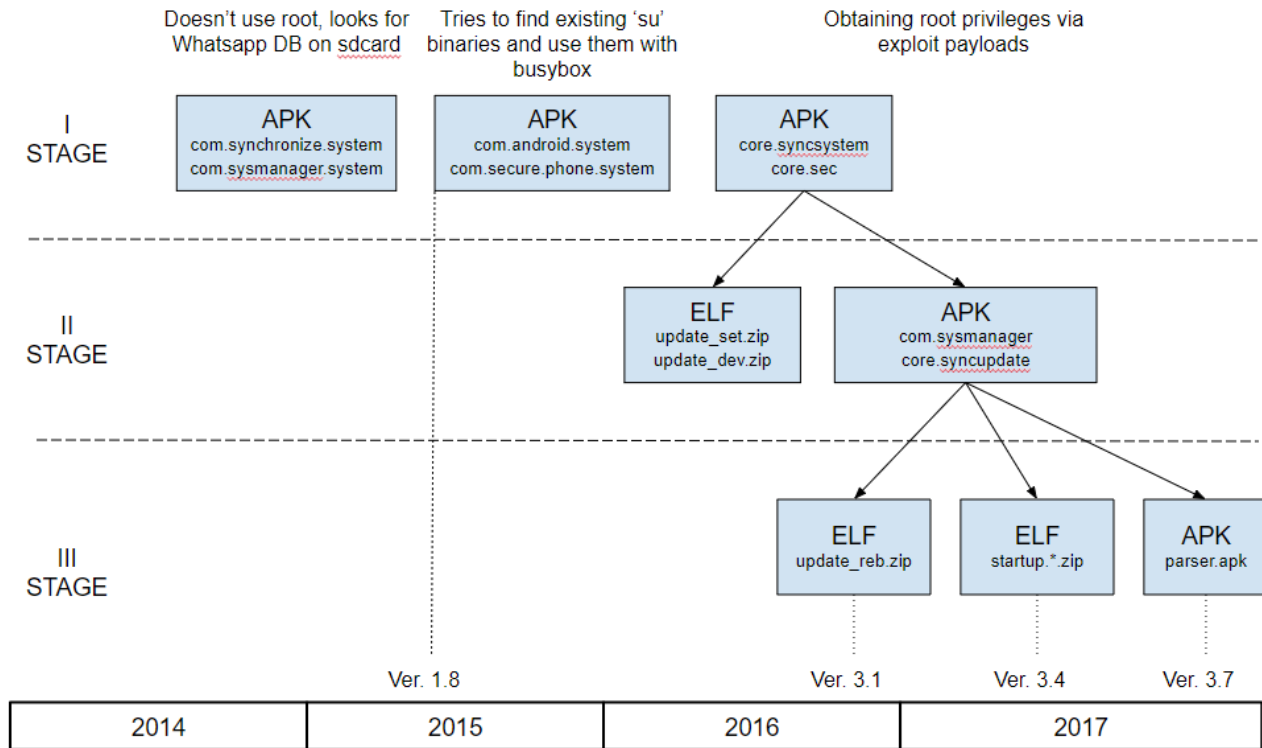 Doesn’t use root, looks for
Whatsapp DB on sdcard
Tries to find existing ‘su’
binaries and use them with
busybox
Obtaining root privileges via
exploit payloads
I
STAGE
APK
com.synchronize.system
com.sysmanager.system
APK
com.android.system
com.secure.phone.system
APK
core.syncsystem
core.sec
II
STAGE
ELF
update_set.zip
update_dev.zip
APK
com.sysmanager
core.syncupdate
III
STAGE
ELF
update_reb.zip
ELF
startup.*.zip
APK
parser.apk
Ver. 1.8
Ver. 3.1
Ver. 3.4
Ver. 3.7
2014
2015
2016
2017